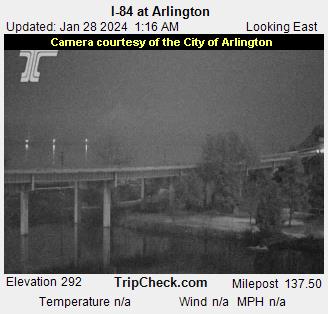 I-84 at Arlington
Updated: Jan 28 2024 1:16 AM Looking East
Camera courtesy of the City of Arlington
Elevation 292 TripCheck.com Milepost 137.50
Temperature n/a Wind n/a MPH n/a